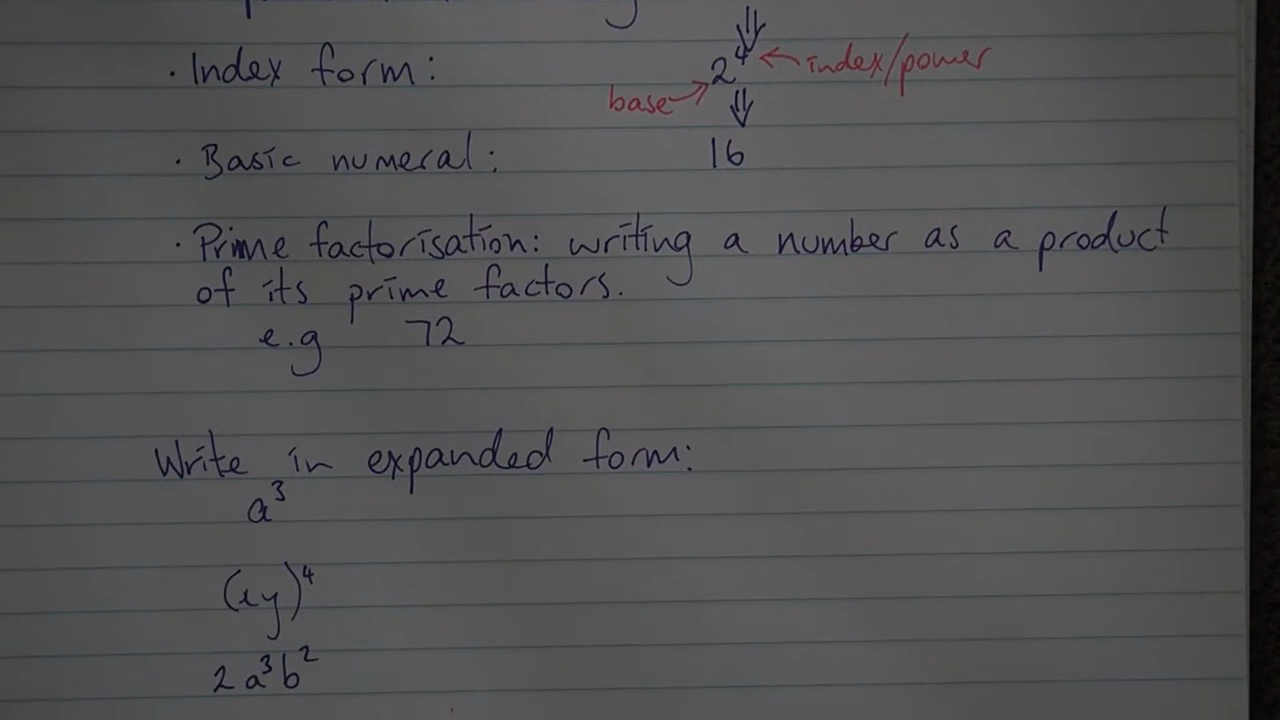 · Index form:
⇓
2⁴ ← index/power
base →
⇓
· Basic numeral: 16
· Prime factorisation: writing a number as a product
of its prime factors.
e.g 72
Write in expanded form:
a³
(xy)⁴
2a³b²